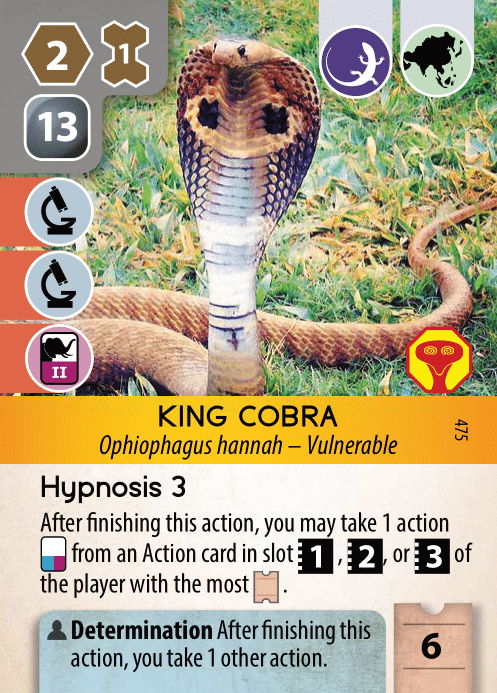 2
1
13
II
KING COBRA
Ophiophagus hannah – Vulnerable
475
Hypnosis 3
After finishing this action, you may take 1 action
from an Action card in slot 1 , 2, or 3 of
the player with the most .
Determination After finishing this
action, you take 1 other action.
6